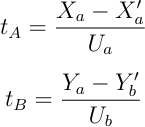 t_A = \frac{X_a - X'_a}{U_a}
t_B = \frac{Y_a - Y'_b}{U_b}